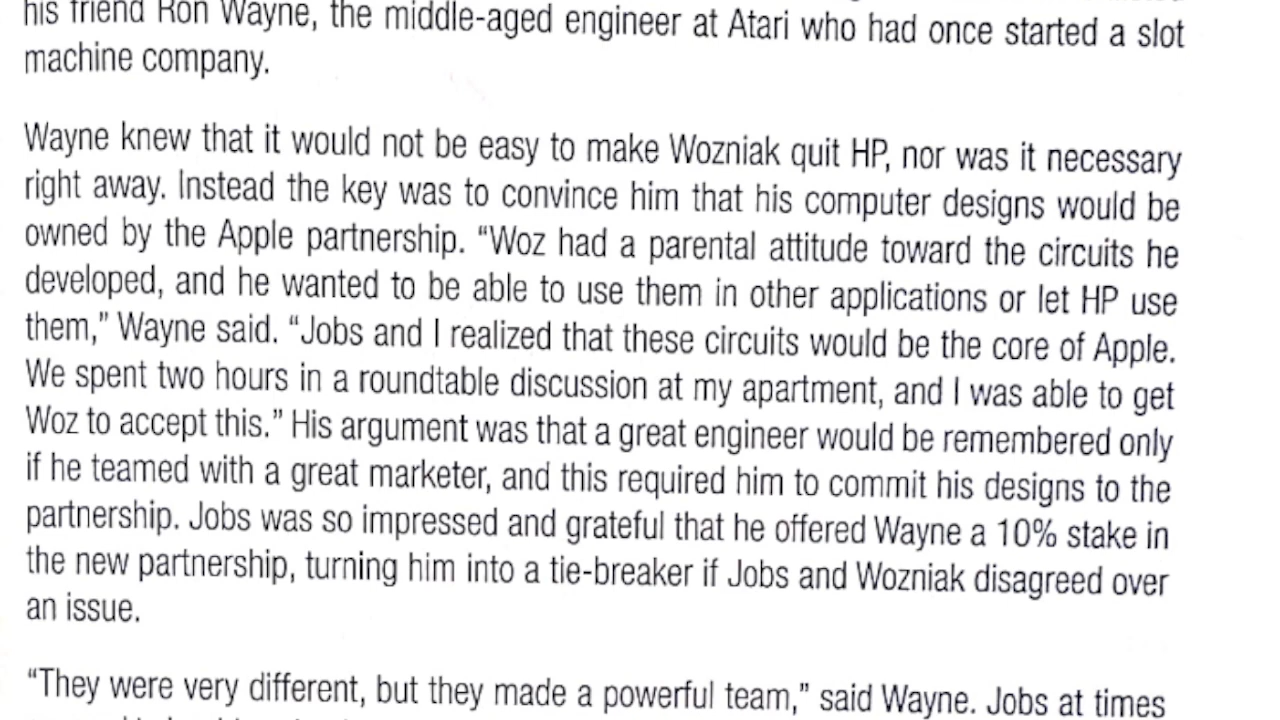 his friend Ron Wayne, the middle-aged engineer at Atari who had once started a slot
machine company.
Wayne knew that it would not be easy to make Wozniak quit HP, nor was it necessary
right away. Instead the key was to convince him that his computer designs would be
owned by the Apple partnership. “Woz had a parental attitude toward the circuits he
developed, and he wanted to be able to use them in other applications or let HP use
them,” Wayne said. “Jobs and I realized that these circuits would be the core of Apple.
We spent two hours in a roundtable discussion at my apartment, and I was able to get
Woz to accept this.” His argument was that a great engineer would be remembered only
if he teamed with a great marketer, and this required him to commit his designs to the
partnership. Jobs was so impressed and grateful that he offered Wayne a 10% stake in
the new partnership, turning him into a tie-breaker if Jobs and Wozniak disagreed over
an issue.
“They were very different, but they made a powerful team,” said Wayne. Jobs at times